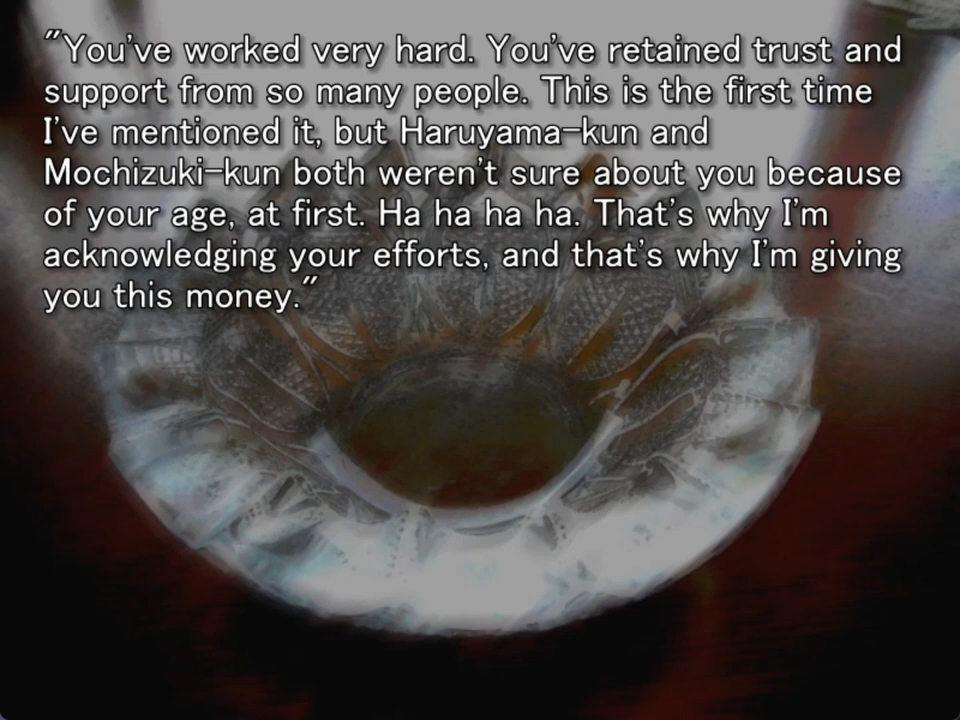 "You've worked very hard. You've retained trust and
support from so many people. This is the first time
I've mentioned it, but Haruyama-kun and
Mochizuki-kun both weren't sure about you because
of your age, at first. Ha ha ha ha. That's why I'm
acknowledging your efforts, and that's why I'm giving
you this money."